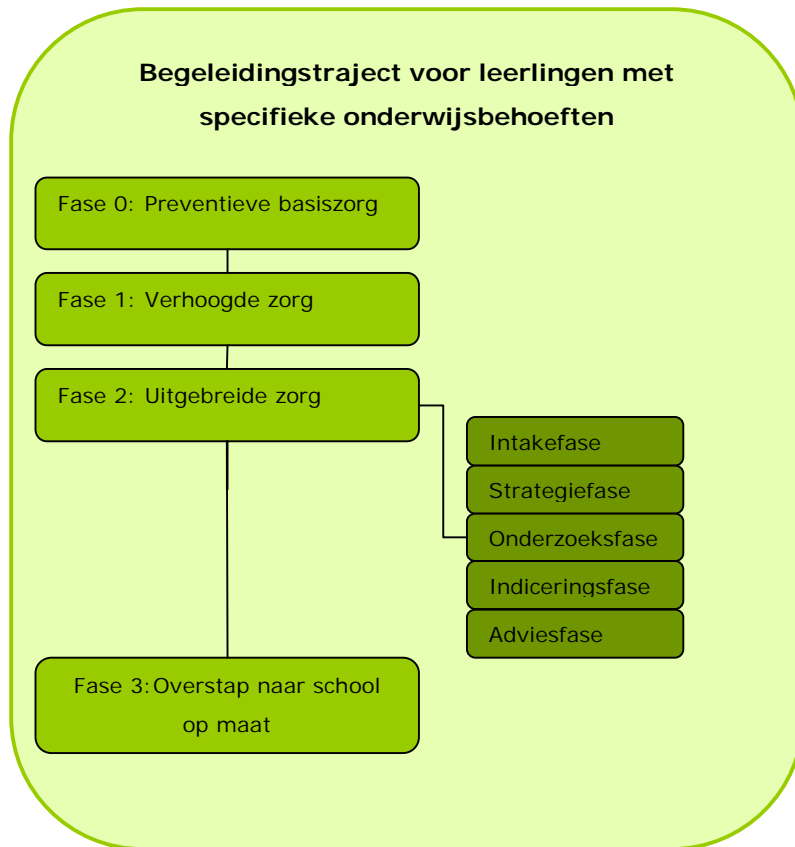 Begeleidingstraject voor leerlingen met
specifieke onderwijsbehoeften
Fase 0: Preventieve basiszorg
Fase 1: Verhoogde zorg
Fase 2: Uitgebreide zorg
Intakefase
Strategiefase
Onderzoeksfase
Indiceringsfase
Adviesfase
Fase 3:Overstap naar school
op maat